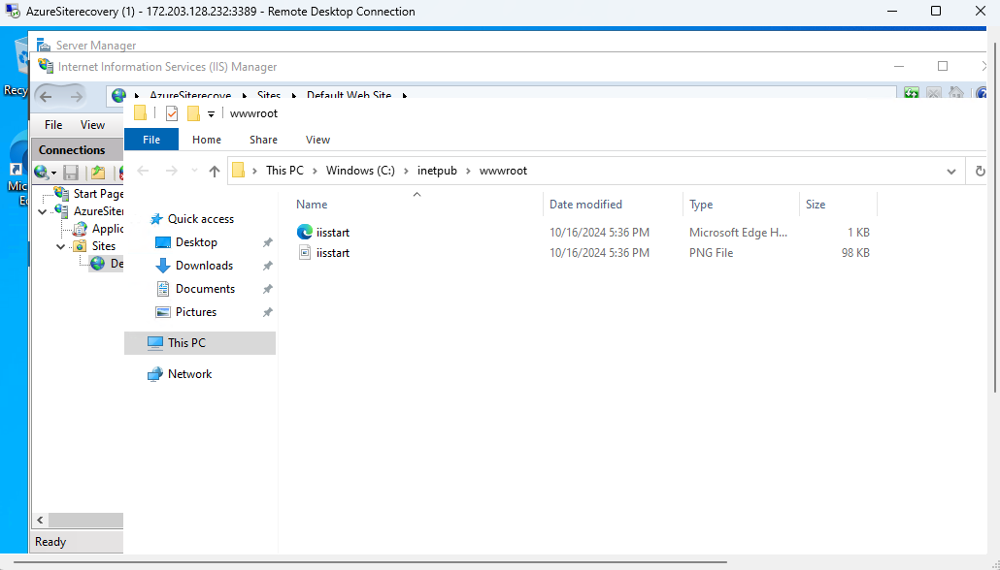 AzureSiterecovery (1) - 172.203.128.232:3389 - Remote Desktop Connection
Server Manager
Internet Information Services (IIS) Manager
Recy
AzureSiterecove Sites Default Web Site
wwwroot
File View
File Home Share View
Connections
This PC Windows (C:) inetpub wwwroot
Mic
Ed
Start Page
AzureSiter
Applic
Sites
De
Quick access
Desktop
Downloads
Documents
Pictures
This PC
Network
Name Date modified Type Size
iisstart 10/16/2024 5:36 PM Microsoft Edge H... 1 KB
iisstart 10/16/2024 5:36 PM PNG File 98 KB
Ready